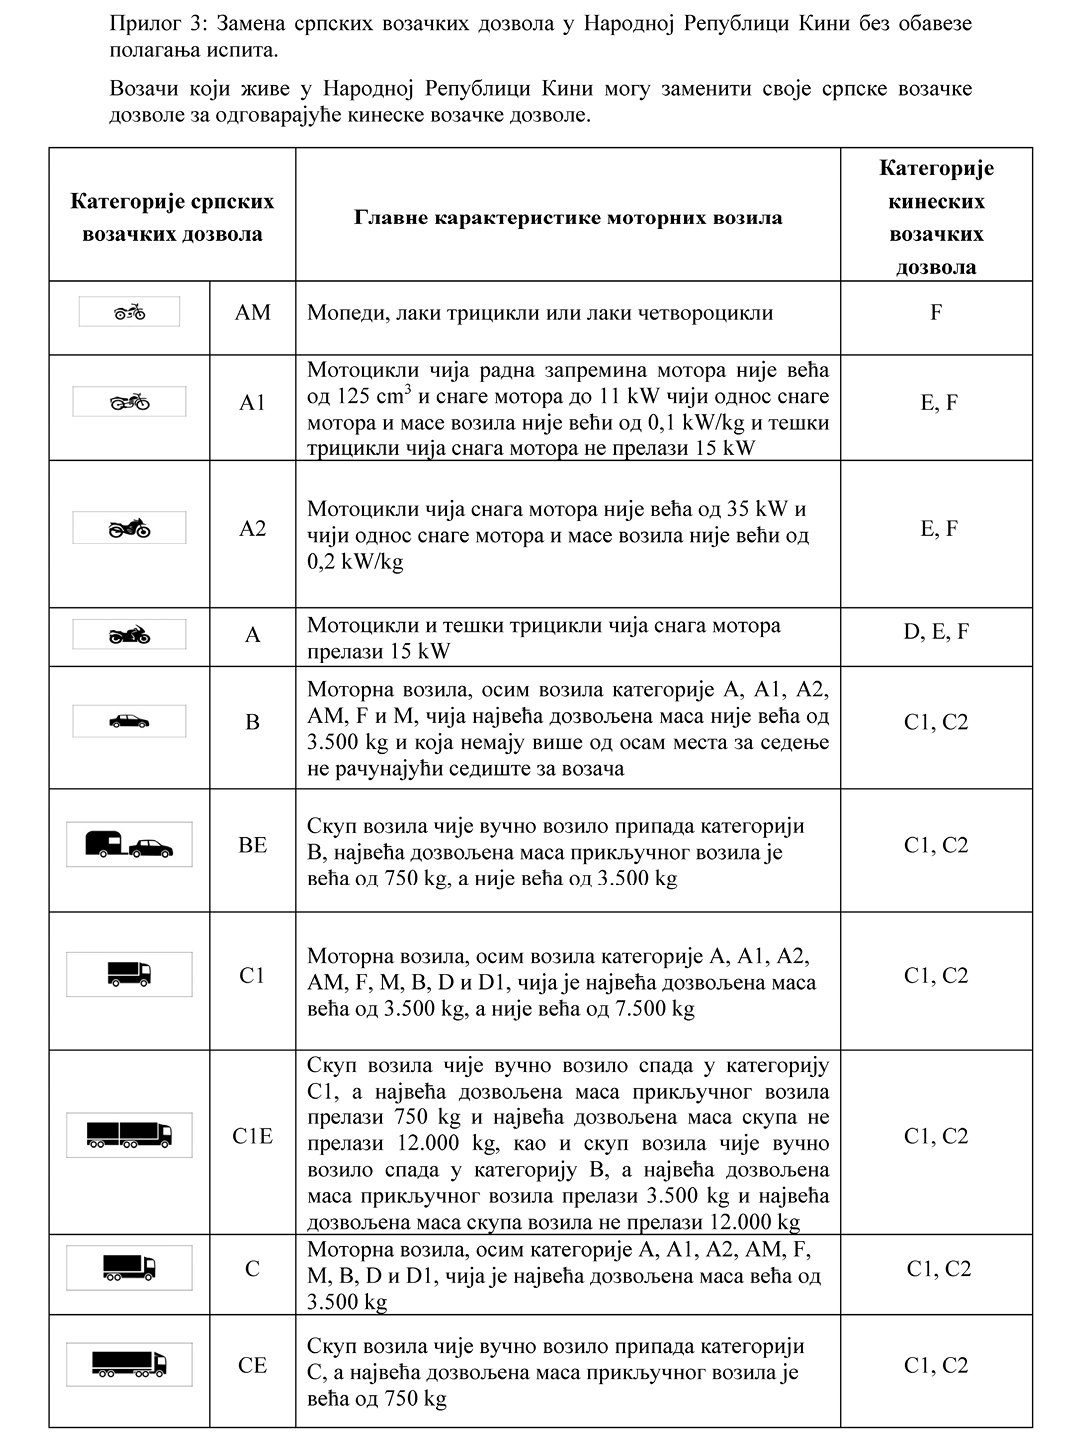 Прилог 3: Замена српских возачких дозвола у Народној Републици Кини без обавезе
полагања испита.
Возачи који живе у Народној Републици Кини могу заменити своје српске возачке
дозволе за одговарајуће кинеске возачке дозволе.
Категорије српских
возачких дозвола
Главне карактеристике моторних возила
Категорије
кинеских
возачких
дозвола
AM
Мопеди, лаки трицикли или лаки четвороцикли
F
A1
Мотоцикли чија радна запремина мотора није већа
од 125 cm³ и снаге мотора до 11 kW чији однос снаге
мотора и масе возила није већи од 0,1 kW/kg и тешки
трицикли чија снага мотора не прелази 15 kW
E, F
A2
Мотоцикли чија снага мотора није већа од 35 kW и
чији однос снаге мотора и масе возила није већи од
0,2 kW/kg
E, F
A
Мотоцикли и тешки трицикли чија снага мотора
прелази 15 kW
D, E, F
B
Моторна возила, осим возила категорије A, A1, A2,
AM, F и M, чија највећа дозвољена маса није већа од
3.500 kg и која немају више од осам места за седење
не рачунајући седиште за возача
C1, C2
BE
Скуп возила чије вучно возило припада категорији
B, највећа дозвољена маса прикључног возила је
већа од 750 kg, а није већа од 3.500 kg
C1, C2
C1
Моторна возила, осим возила категорије A, A1, A2,
AM, F, M, B, D и D1, чија је највећа дозвољена маса
већа од 3.500 kg, а није већа од 7.500 kg
C1, C2
C1E
Скуп возила чије вучно возило спада у категорију
C1, а највећа дозвољена маса прикључног возила
прелази 750 kg и највећа дозвољена маса скупа не
прелази 12.000 kg, као и скуп возила чије вучно
возило спада у категорију B, а највећа дозвољена
маса прикључног возила прелази 3.500 kg и највећа
дозвољена маса скупа возила не прелази 12.000 kg
C1, C2
C
Моторна возила, осим категорије A, A1, A2, AM, F,
M, B, D и D1, чија је највећа дозвољена маса већа од
3.500 kg
C1, C2
CE
Скуп возила чије вучно возило припада категорији
C, а највећа дозвољена маса прикључног возила је
већа од 750 kg
C1, C2